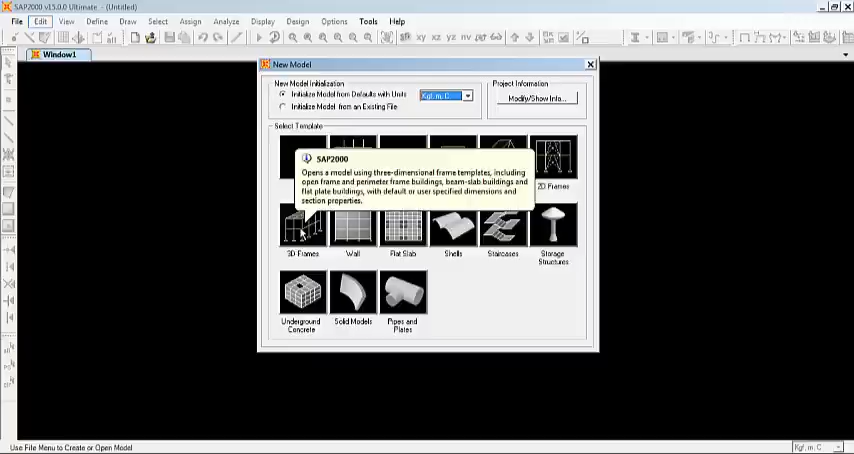 SAP2000 v15.0.0 Ultimate - (Untitled)
File Edit View Define Draw Select Assign Analyze Display Design Options Tools Help
xy xz yz nv
Window1
New Model
New Model Initialization
Project Information
Initialize Model from Defaults with Units
Kgf, m, C
Modify/Show Info...
Initialize Model from an Existing File
Select Template
SAP2000
Opens a model using three-dimensional frame templates, including
open frame and perimeter frame buildings, beam-slab buildings and
flat plate buildings, with default or user specified dimensions and
section properties.
2D Frames
3D Frames
Wall
Flat Slab
Shells
Staircases
Storage
Structures
Underground
Concrete
Solid Models
Pipes and
Plates
Use File Menu to Create or Open Model
Kgf, m, C